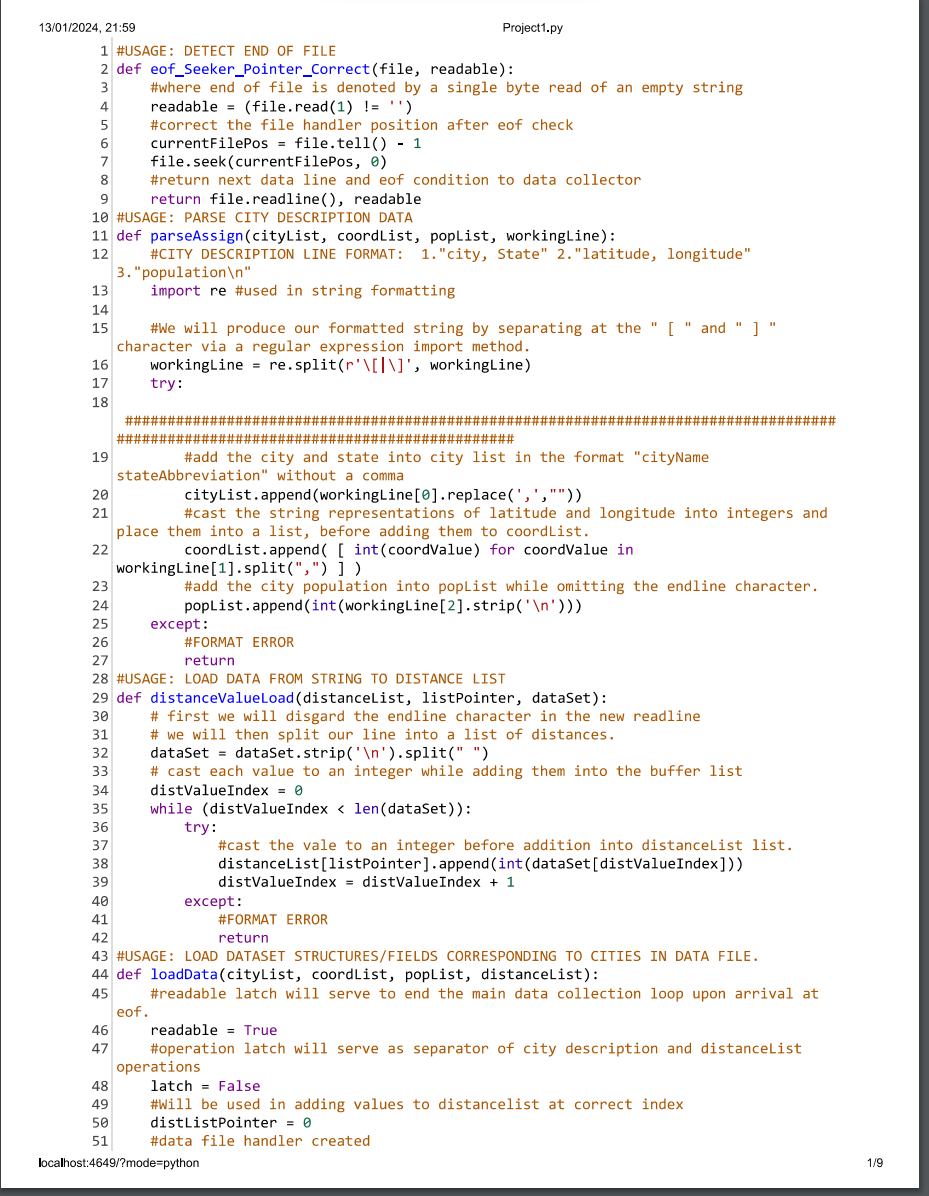 13/01/2024, 21:59 Project1.py
1 #USAGE: DETECT END OF FILE
2 def eof_Seeker_Pointer_Correct(file, readable):
3     #where end of file is denoted by a single byte read of an empty string
4     readable = (file.read(1) != '')
5     #correct the file handler position after eof check
6     currentFilePos = file.tell() - 1
7     file.seek(currentFilePos, 0)
8     #return next data line and eof condition to data collector
9     return file.readline(), readable
10 #USAGE: PARSE CITY DESCRIPTION DATA
11 def parseAssign(cityList, coordList, popList, workingLine):
12     #CITY DESCRIPTION LINE FORMAT:  1."city, State" 2."latitude, longitude"
3."population\n"
13     import re #used in string formatting
14
15     #We will produce our formatted string by separating at the " [ " and " ] "
character via a regular expression import method.
16     workingLine = re.split(r'\[|\]', workingLine)
17     try:
18
####################################################################################
###############################################
19         #add the city and state into city list in the format "cityName
stateAbbreviation" without a comma
20         cityList.append(workingLine[0].replace(',',""))
21         #cast the string representations of latitude and longitude into integers and
place them into a list, before adding them to coordList.
22         coordList.append( [ int(coordValue) for coordValue in
workingLine[1].split(",") ] )
23         #add the city population into popList while omitting the endline character.
24         popList.append(int(workingLine[2].strip('\n')))
25     except:
26         #FORMAT ERROR
27         return
28 #USAGE: LOAD DATA FROM STRING TO DISTANCE LIST
29 def distanceValueLoad(distanceList, listPointer, dataSet):
30     # first we will disgard the endline character in the new readline
31     # we will then split our line into a list of distances.
32     dataSet = dataSet.strip('\n').split(" ")
33     # cast each value to an integer while adding them into the buffer list
34     distValueIndex = 0
35     while (distValueIndex < len(dataSet)):
36         try:
37             #cast the vale to an integer before addition into distanceList list.
38             distanceList[listPointer].append(int(dataSet[distValueIndex]))
39             distValueIndex = distValueIndex + 1
40         except:
41             #FORMAT ERROR
42             return
43 #USAGE: LOAD DATASET STRUCTURES/FIELDS CORRESPONDING TO CITIES IN DATA FILE.
44 def loadData(cityList, coordList, popList, distanceList):
45     #readable latch will serve to end the main data collection loop upon arrival at
eof.
46     readable = True
47     #operation latch will serve as separator of city description and distanceList
operations
48     latch = False
49     #Will be used in adding values to distancelist at correct index
50     distListPointer = 0
51     #data file handler created
localhost:4649/?mode=python 1/9